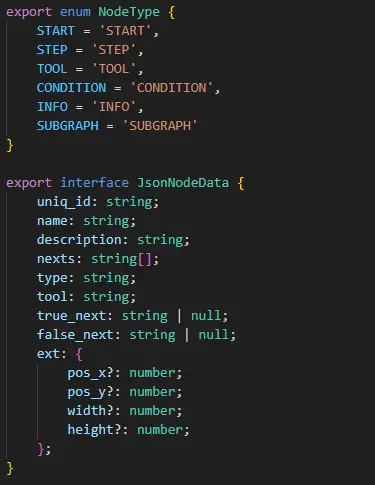 export enum NodeType {
    START = 'START',
    STEP = 'STEP',
    TOOL = 'TOOL',
    CONDITION = 'CONDITION',
    INFO = 'INFO',
    SUBGRAPH = 'SUBGRAPH'
}

export interface JsonNodeData {
    uniq_id: string;
    name: string;
    description: string;
    nexts: string[];
    type: string;
    tool: string;
    true_next: string | null;
    false_next: string | null;
    ext: {
        pos_x?: number;
        pos_y?: number;
        width?: number;
        height?: number;
    };
}